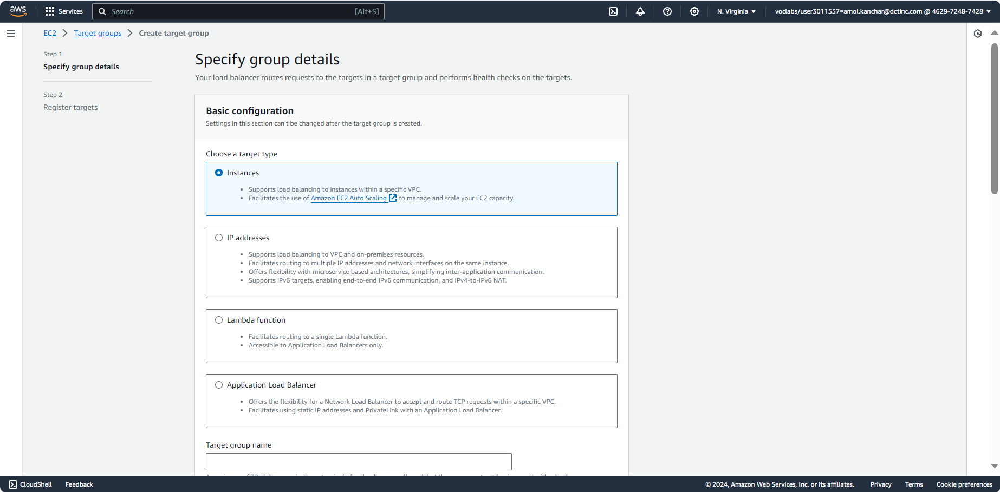 aws
Services
Search
[Alt+S]
N. Virginia
voclabs/user3011557=amol.kanchar@dctinc.com @ 4629-7248-7428
EC2 > Target groups > Create target group
Step 1
Specify group details
Step 2
Register targets
Specify group details
Your load balancer routes requests to the targets in a target group and performs health checks on the targets.
Basic configuration
Settings in this section can't be changed after the target group is created.
Choose a target type
Instances
• Supports load balancing to instances within a specific VPC.
• Facilitates the use of Amazon EC2 Auto Scaling to manage and scale your EC2 capacity.
IP addresses
• Supports load balancing to VPC and on-premises resources.
• Facilitates routing to multiple IP addresses and network interfaces on the same instance.
• Offers flexibility with microservice based architectures, simplifying inter-application communication.
• Supports IPv6 targets, enabling end-to-end IPv6 communication, and IPv4-to-IPv6 NAT.
Lambda function
• Facilitates routing to a single Lambda function.
• Accessible to Application Load Balancers only.
Application Load Balancer
• Offers the flexibility for a Network Load Balancer to accept and route TCP requests within a specific VPC.
• Facilitates using static IP addresses and PrivateLink with an Application Load Balancer.
Target group name
CloudShell
Feedback
© 2024, Amazon Web Services, Inc. or its affiliates.
Privacy
Terms
Cookie preferences